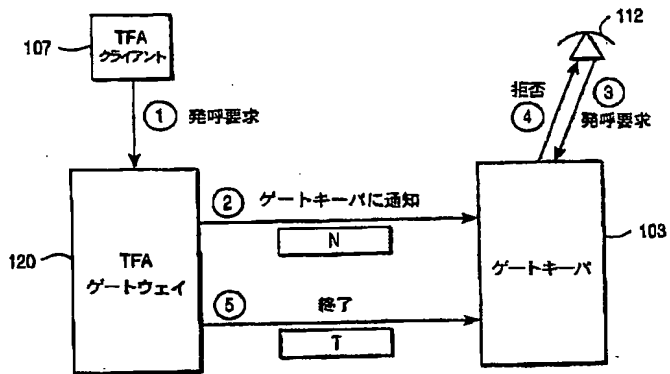 107
TFA
クライアント
112
① 発呼要求
拒否
④
③
発呼要求
② ゲートキーパに通知
N
120
TFA
ゲートウェイ
ゲートキーパ
103
⑤ 終了
T